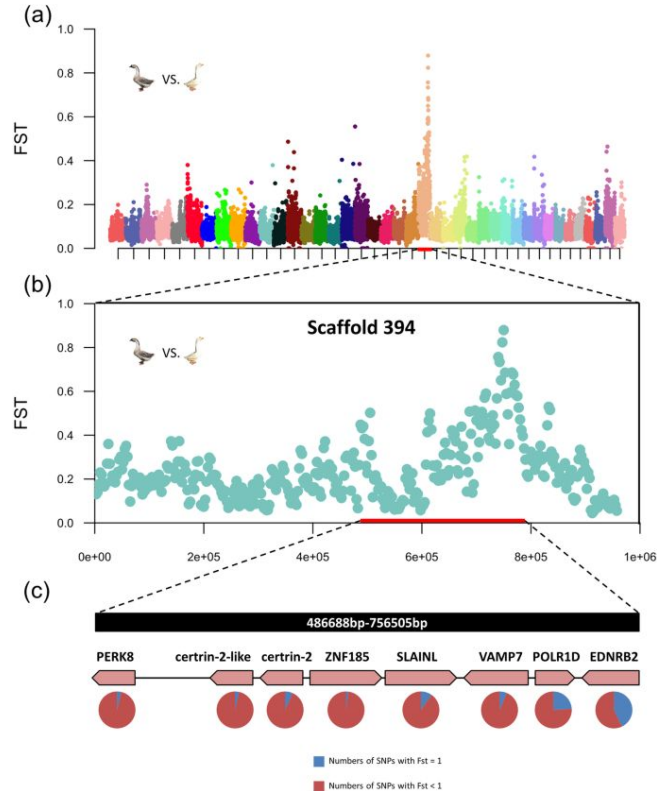 (a)
1.0
0.8
0.6
0.4
0.2
0.0
FST
VS.
(b)
1.0
0.8
0.6
0.4
0.2
0.0
FST
VS.
Scaffold 394
0e+00 2e+05 4e+05 6e+05 8e+05 1e+06
(c)
486688bp-756505bp
PERK8 certrin-2-like certrin-2 ZNF185 SLAINL VAMP7 POLR1D EDNRB2
Numbers of SNPs with Fst = 1
Numbers of SNPs with Fst < 1